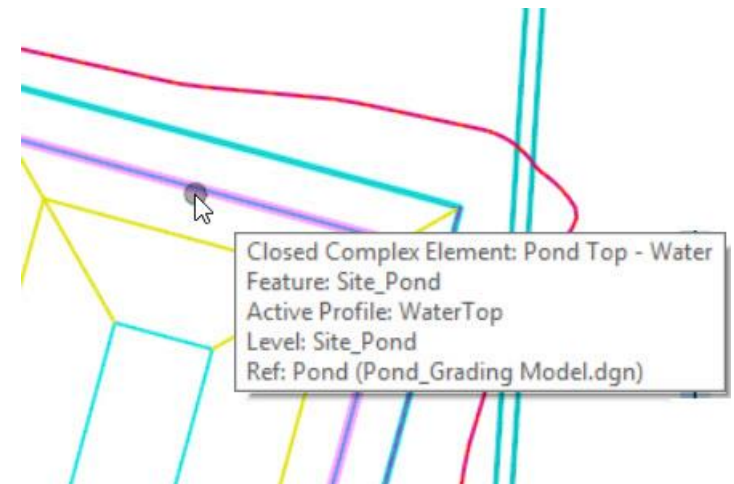 Closed Complex Element: Pond Top - Water
Feature: Site_Pond
Active Profile: WaterTop
Level: Site_Pond
Ref: Pond (Pond_Grading Model.dgn)